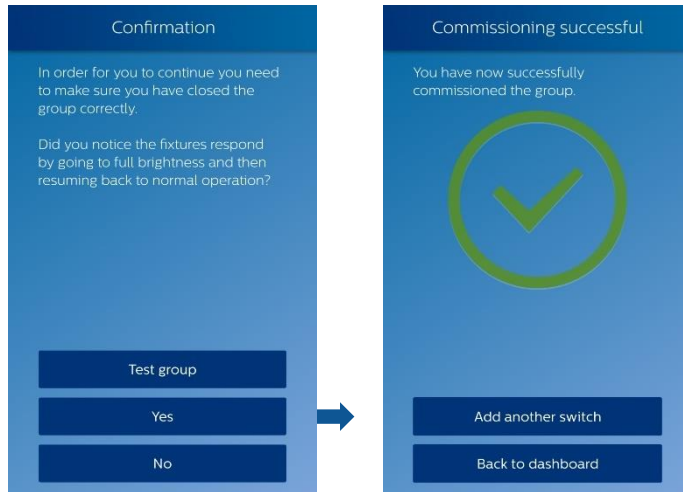 Confirmation
In order for you to continue you need
to make sure you have closed the
group correctly.
Did you notice the fixtures respond
by going to full brightness and then
resuming back to normal operation?
Test group
Yes
No
Commissioning successful
You have now successfully
commissioned the group.
Add another switch
Back to dashboard